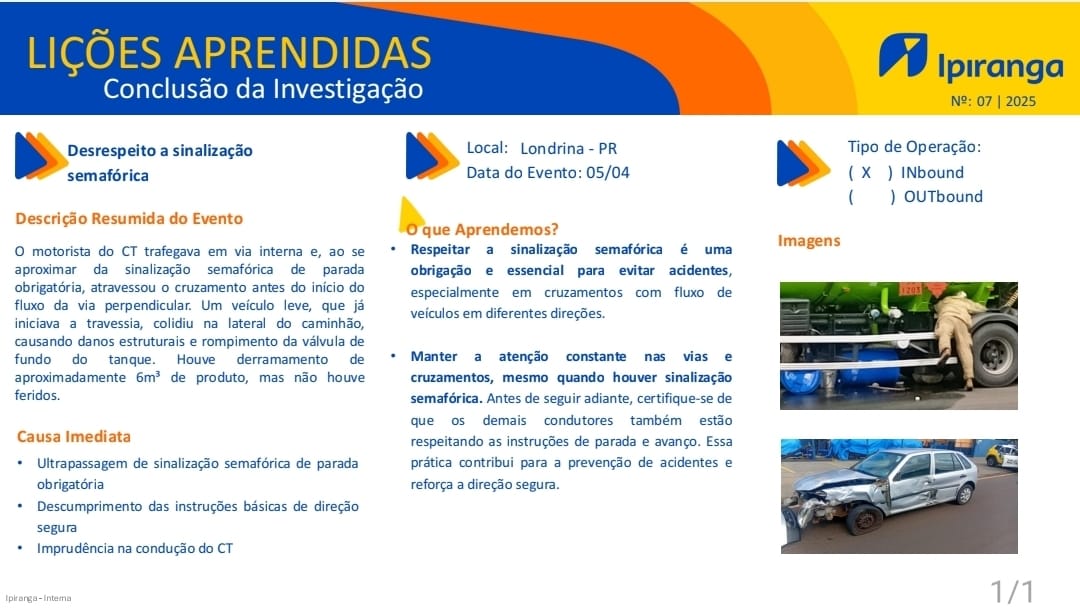 LIÇÕES APRENDIDAS
Conclusão da Investigação
Ipiranga
Nº: 07 | 2025
Desrespeito a sinalização
semafórica
Local: Londrina - PR
Data do Evento: 05/04
Tipo de Operação:
( X ) INbound
( ) OUTbound
Descrição Resumida do Evento
O motorista do CT trafegava em via interna e, ao se
aproximar da sinalização semafórica de parada
obrigatória, atravessou o cruzamento antes do início do
fluxo da via perpendicular. Um veículo leve, que já
iniciava a travessia, colidiu na lateral do caminhão,
causando danos estruturais e rompimento da válvula de
fundo do tanque. Houve derramamento de
aproximadamente 6m³ de produto, mas não houve
feridos.
Causa Imediata
• Ultrapassagem de sinalização semafórica de parada
obrigatória
• Descumprimento das instruções básicas de direção
segura
• Imprudência na condução do CT
O que Aprendemos?
• Respeitar a sinalização semafórica é uma
obrigação e essencial para evitar acidentes,
especialmente em cruzamentos com fluxo de
veículos em diferentes direções.
• Manter a atenção constante nas vias e
cruzamentos, mesmo quando houver sinalização
semafórica. Antes de seguir adiante, certifique-se de
que os demais condutores também estão
respeitando as instruções de parada e avanço. Essa
prática contribui para a prevenção de acidentes e
reforça a direção segura.
Imagens
1203
Ipiranga - Interna
1/1